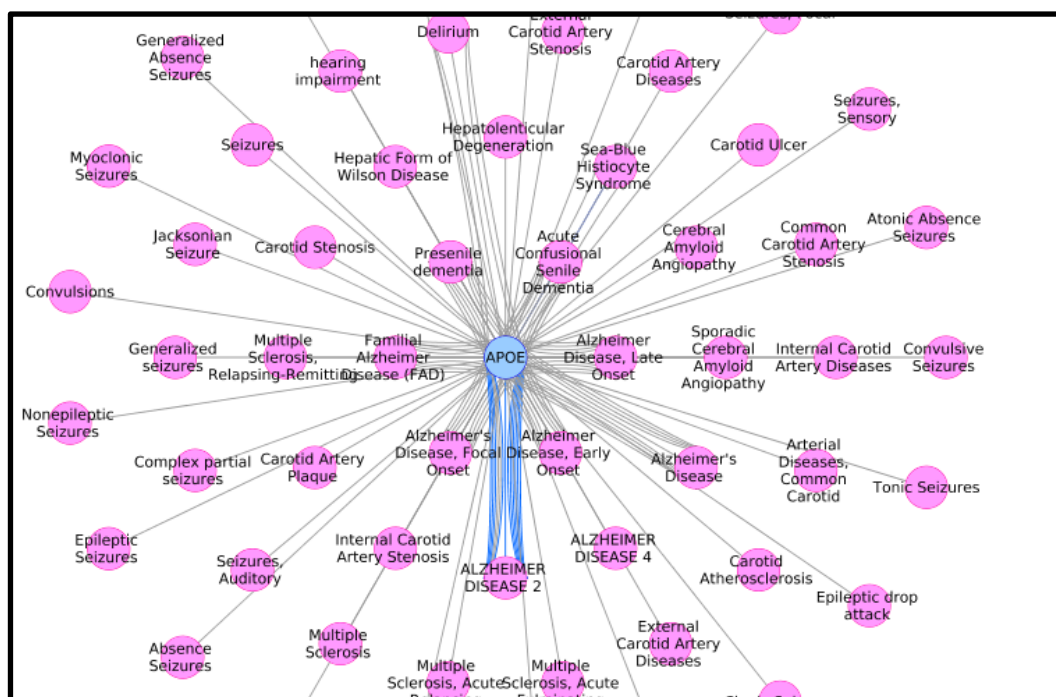 Delirium
External
Carotid Artery
Stenosis
Generalized
Absence
Seizures
hearing
impairment
Carotid Artery
Diseases
Seizures,
Sensory
Seizures
Hepatolenticular
Degeneration
Carotid Ulcer
Myoclonic
Seizures
Hepatic Form of
Wilson Disease
Sea-Blue
Histiocyte
Syndrome
Atonic Absence
Seizures
Jacksonian
Seizure
Carotid Stenosis
Presenile
dementia
Acute
Confusional
Senile
Dementia
Cerebral
Amyloid
Angiopathy
Common
Carotid Artery
Stenosis
Convulsions
Generalized
seizures
Multiple
Sclerosis,
Relapsing-Remitting
Familial
Alzheimer
Disease (FAD)
APOE
Alzheimer
Disease, Late
Onset
Sporadic
Cerebral
Amyloid
Angiopathy
Internal Carotid
Artery Diseases
Convulsive
Seizures
Nonepileptic
Seizures
Complex partial
seizures
Carotid Artery
Plaque
Alzheimer's
Disease, Focal
Onset
Alzheimer
Disease, Early
Onset
Alzheimer's
Disease
Arterial
Diseases,
Common
Carotid
Tonic Seizures
Epileptic
Seizures
Seizures,
Auditory
Internal Carotid
Artery Stenosis
ALZHEIMER
DISEASE 2
ALZHEIMER
DISEASE 4
Carotid
Atherosclerosis
Epileptic drop
attack
Absence
Seizures
Multiple
Sclerosis
External
Carotid Artery
Diseases
Multiple
Sclerosis, Acute
Multiple
Sclerosis, Acute